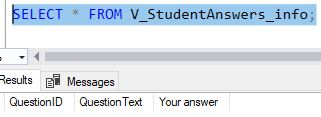 SELECT * FROM V_StudentAnswers_info;
Results Messages
QuestionID QuestionText Your answer